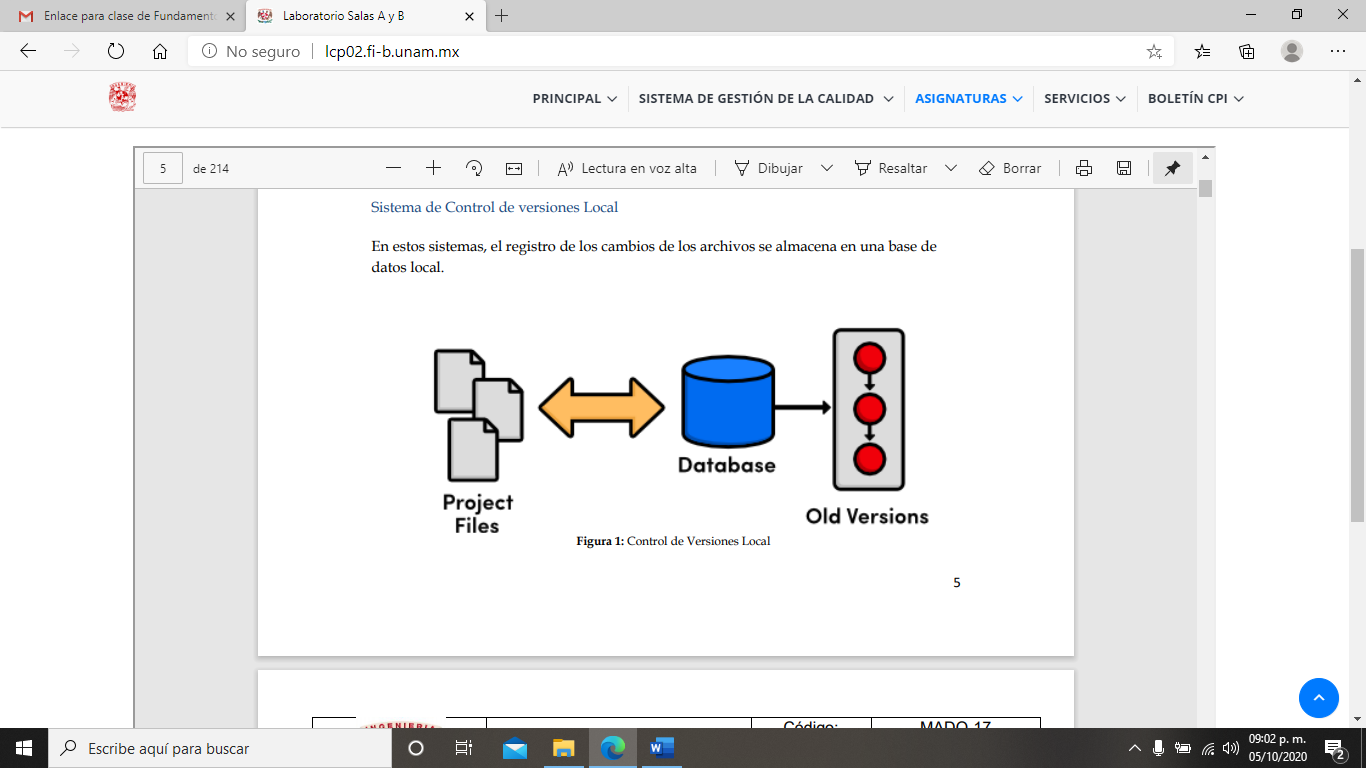 Enlace para clase de Fundament
Laboratorio Salas A y B
No seguro
lcp02.fi-b.unam.mx
PRINCIPAL
SISTEMA DE GESTIÓN DE LA CALIDAD
ASIGNATURAS
SERVICIOS
BOLETÍN CPI
5
de 214
Lectura en voz alta
Dibujar
Resaltar
Borrar
Sistema de Control de versiones Local
En estos sistemas, el registro de los cambios de los archivos se almacena en una base de
datos local.
Project
Files
Database
Old Versions
Figura 1: Control de Versiones Local
5
INGENIERIA
Código:
MADO-17
Escribe aquí para buscar
09:02 p. m.
05/10/2020
2